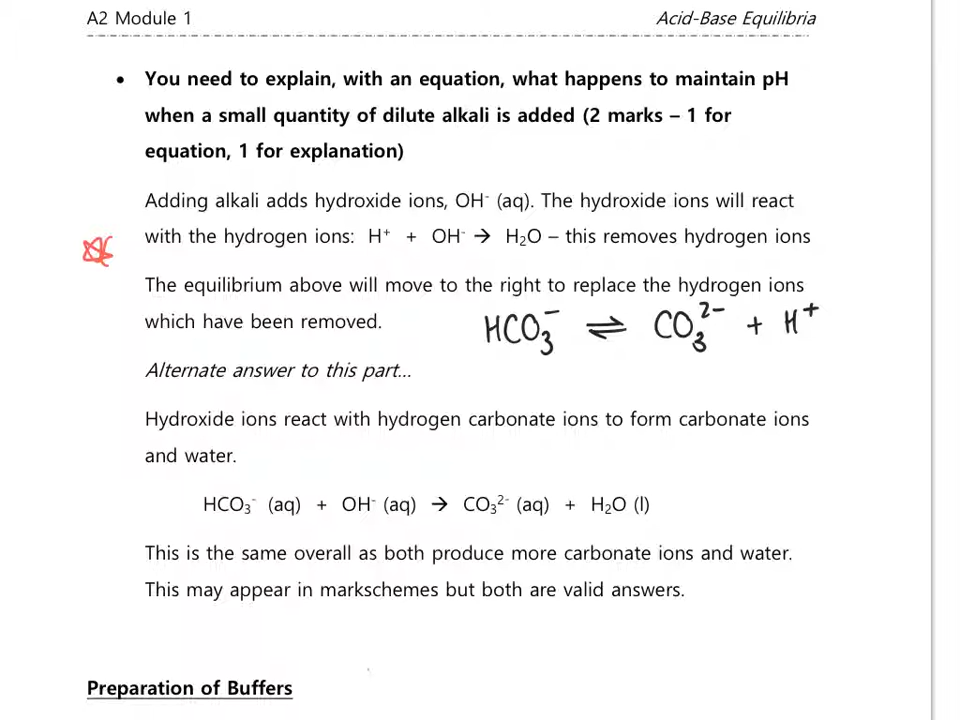 A2 Module 1 Acid-Base Equilibria
• You need to explain, with an equation, what happens to maintain pH
when a small quantity of dilute alkali is added (2 marks – 1 for
equation, 1 for explanation)
Adding alkali adds hydroxide ions, OH⁻ (aq). The hydroxide ions will react
with the hydrogen ions: H⁺ + OH⁻ → H₂O – this removes hydrogen ions
The equilibrium above will move to the right to replace the hydrogen ions
which have been removed. HCO₃⁻ ⇌ CO₃²⁻ + H⁺
Alternate answer to this part...
Hydroxide ions react with hydrogen carbonate ions to form carbonate ions
and water.
HCO₃⁻ (aq) + OH⁻ (aq) → CO₃²⁻ (aq) + H₂O (l)
This is the same overall as both produce more carbonate ions and water.
This may appear in markschemes but both are valid answers.
Preparation of Buffers